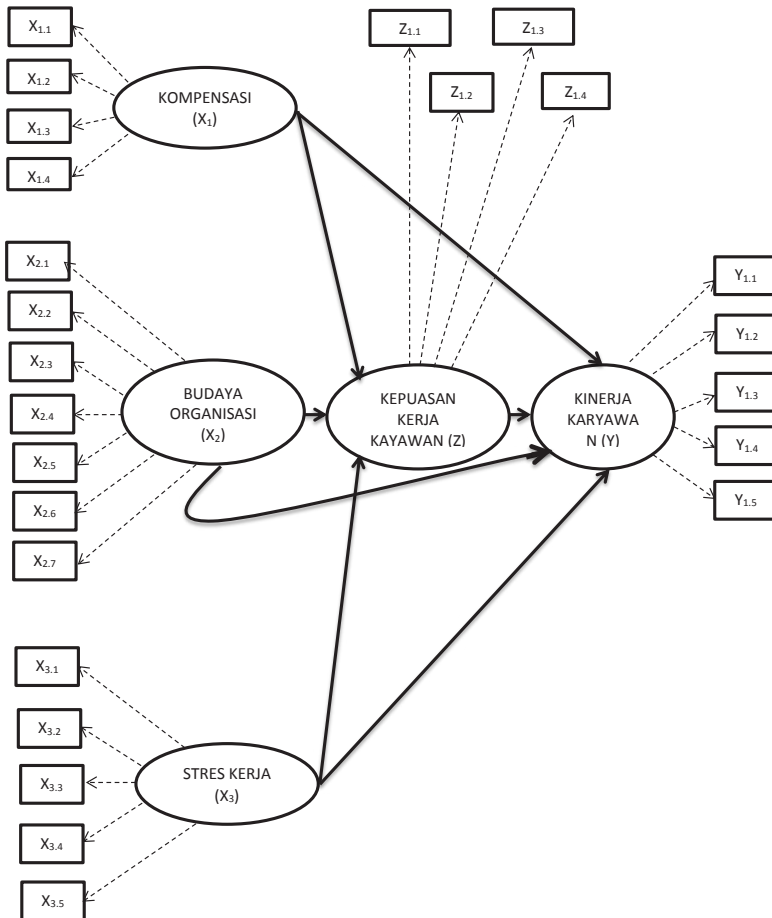 X1.1
X1.2
X1.3
X1.4
KOMPENSASI
(X1)
Z1.1
Z1.3
Z1.2
Z1.4
X2.1
X2.2
X2.3
X2.4
X2.5
X2.6
X2.7
BUDAYA
ORGANISASI
(X2)
KEPUASAN
KERJA
KAYAWAN (Z)
KINERJA
KARYAWA
N (Y)
Y1.1
Y1.2
Y1.3
Y1.4
Y1.5
X3.1
X3.2
X3.3
X3.4
X3.5
STRES KERJA
(X3)